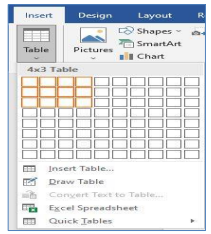 Insert Design Layout R
Table Pictures Shapes
SmartArt
Chart
4x3 Table
Insert Table...
Draw Table
Convert Text to Table...
Excel Spreadsheet
Quick Tables